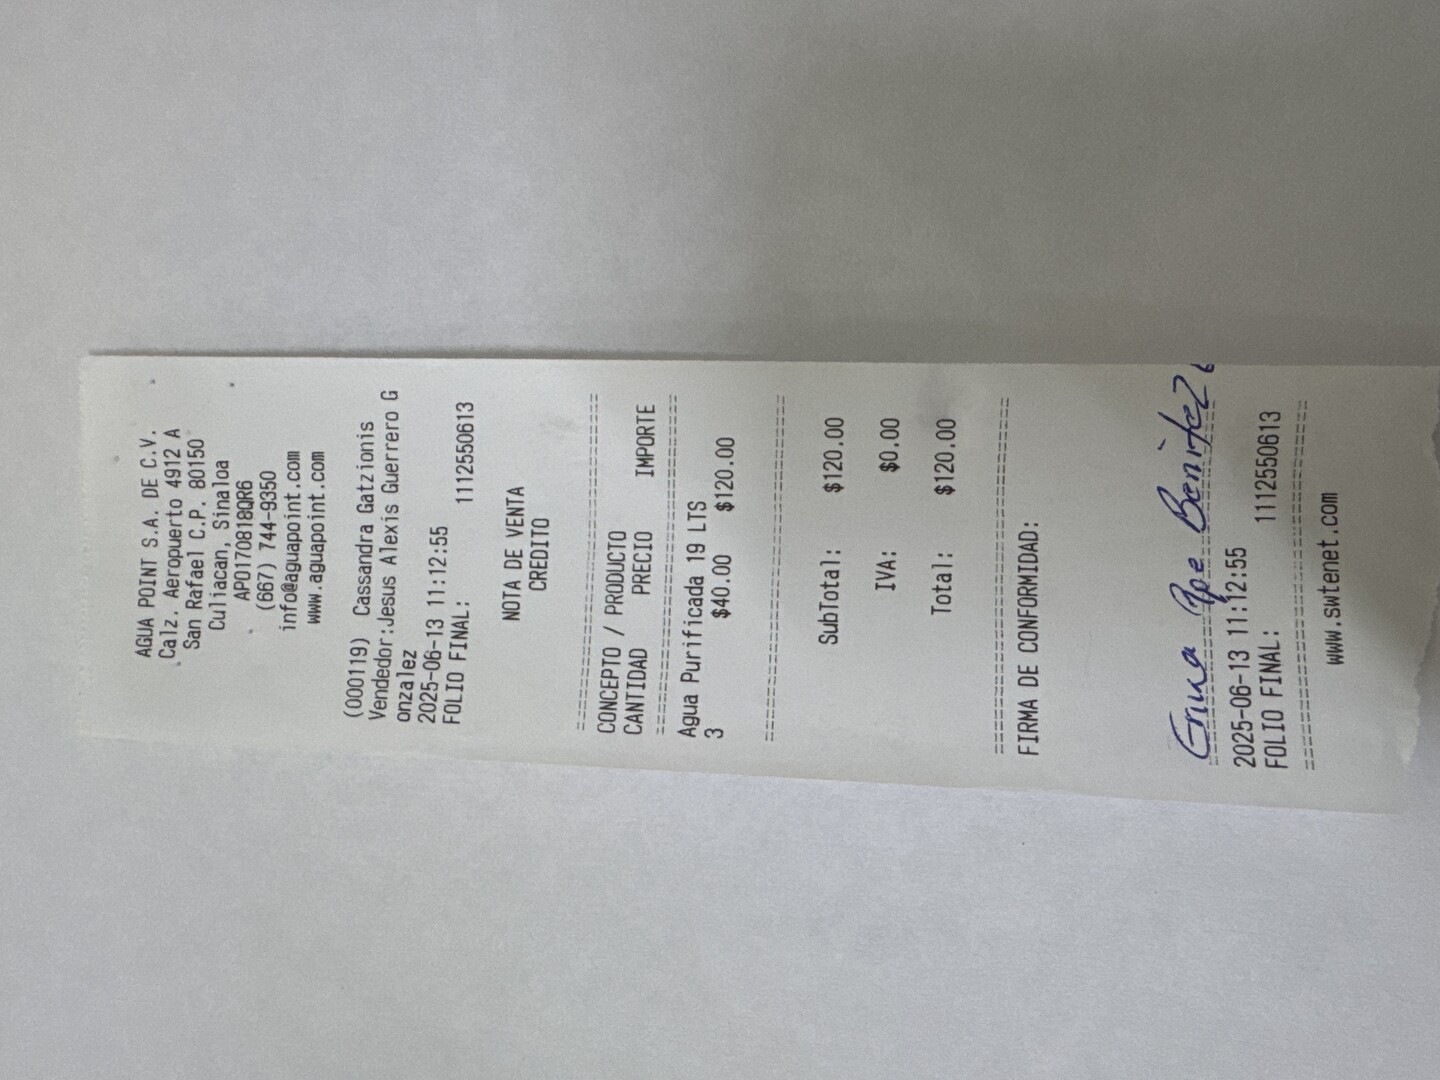 AGUA POINT S.A. DE C.V.
Calz. Aeropuerto 4912 A
San Rafael C.P. 80150
Culiacan, Sinaloa
APO170818QR6
(667) 744-9350
info@aguapoint.com
www.aguapoint.com
(000119) Cassandra Gatzionis
Vendedor:Jesus Alexis Guerrero G
onzalez
2025-06-13 11:12:55
FOLIO FINAL: 1112550613
NOTA DE VENTA
CREDITO
CONCEPTO / PRODUCTO
CANTIDAD PRECIO IMPORTE
Agua Purificada 19 LTS
3 $40.00 $120.00
SubTotal: $120.00
IVA: $0.00
Total: $120.00
FIRMA DE CONFORMIDAD:
Benitez
2025-06-13 11:12:55
FOLIO FINAL: 1112550613
www.swtenet.com